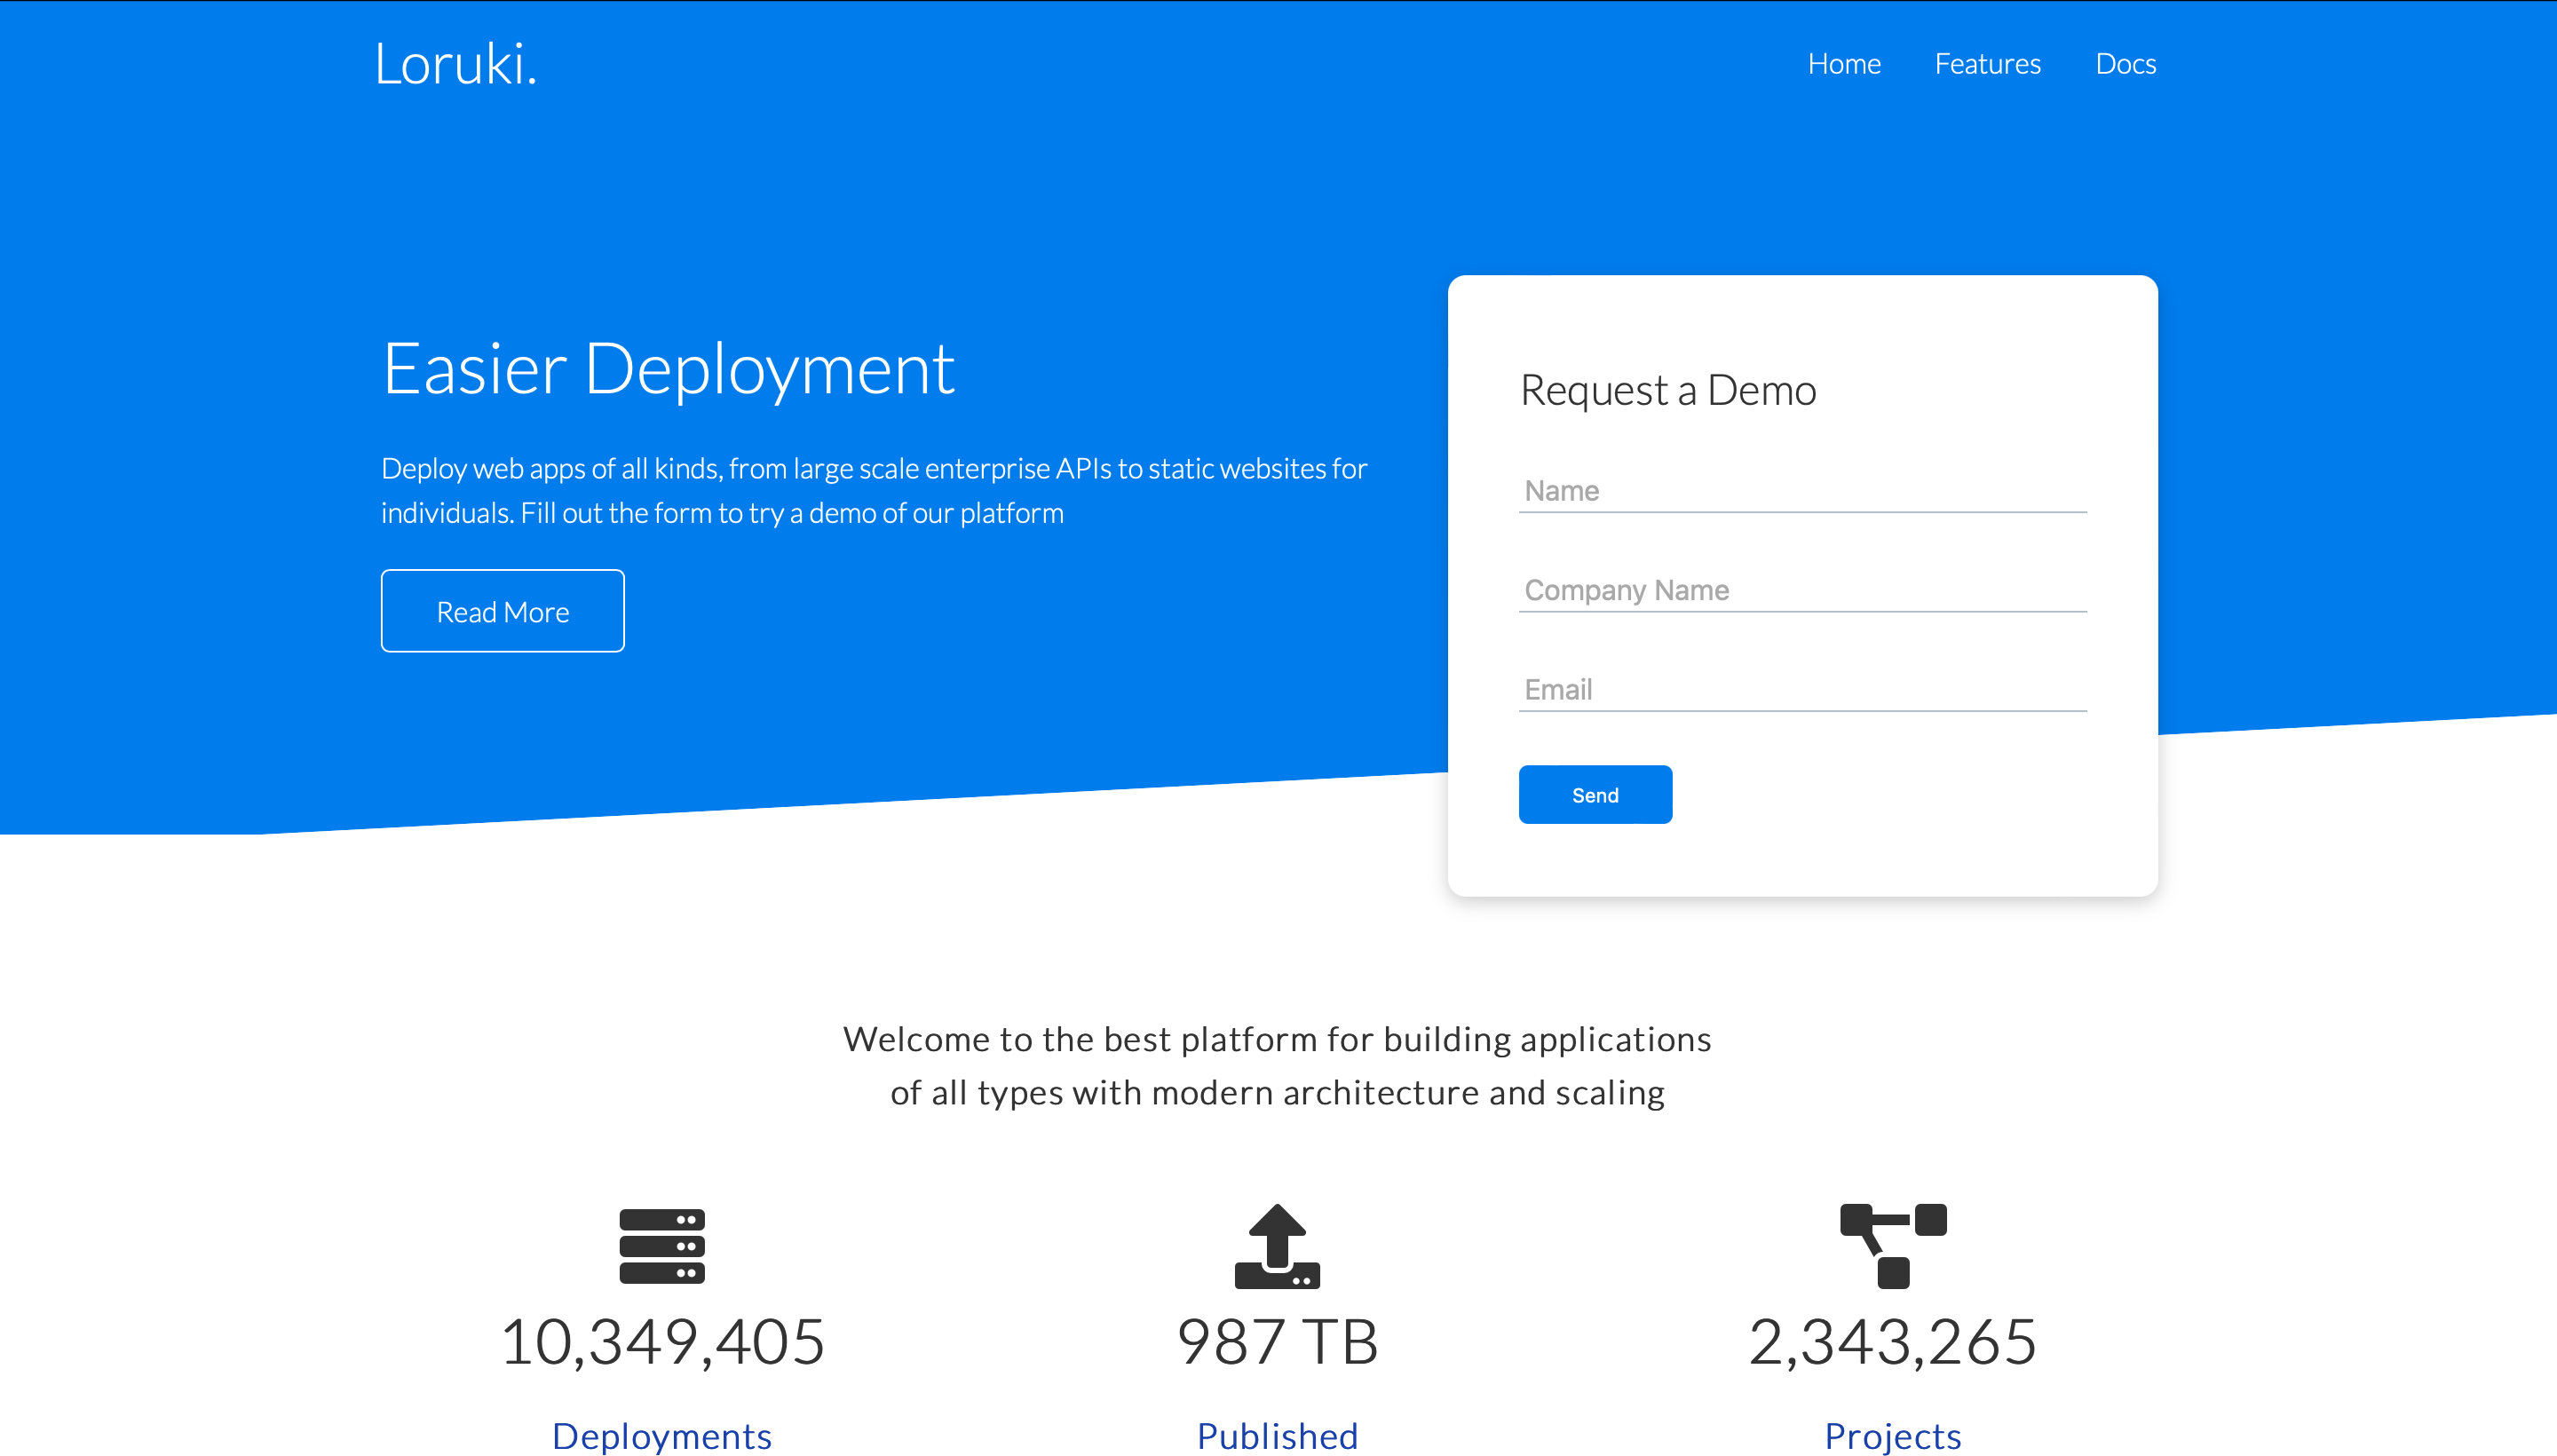 Loruki.
Home Features Docs
Easier Deployment
Deploy web apps of all kinds, from large scale enterprise APIs to static websites for
individuals. Fill out the form to try a demo of our platform
Read More
Request a Demo
Name
Company Name
Email
Send
Welcome to the best platform for building applications
of all types with modern architecture and scaling
10,349,405
Deployments
987 TB
Published
2,343,265
Projects